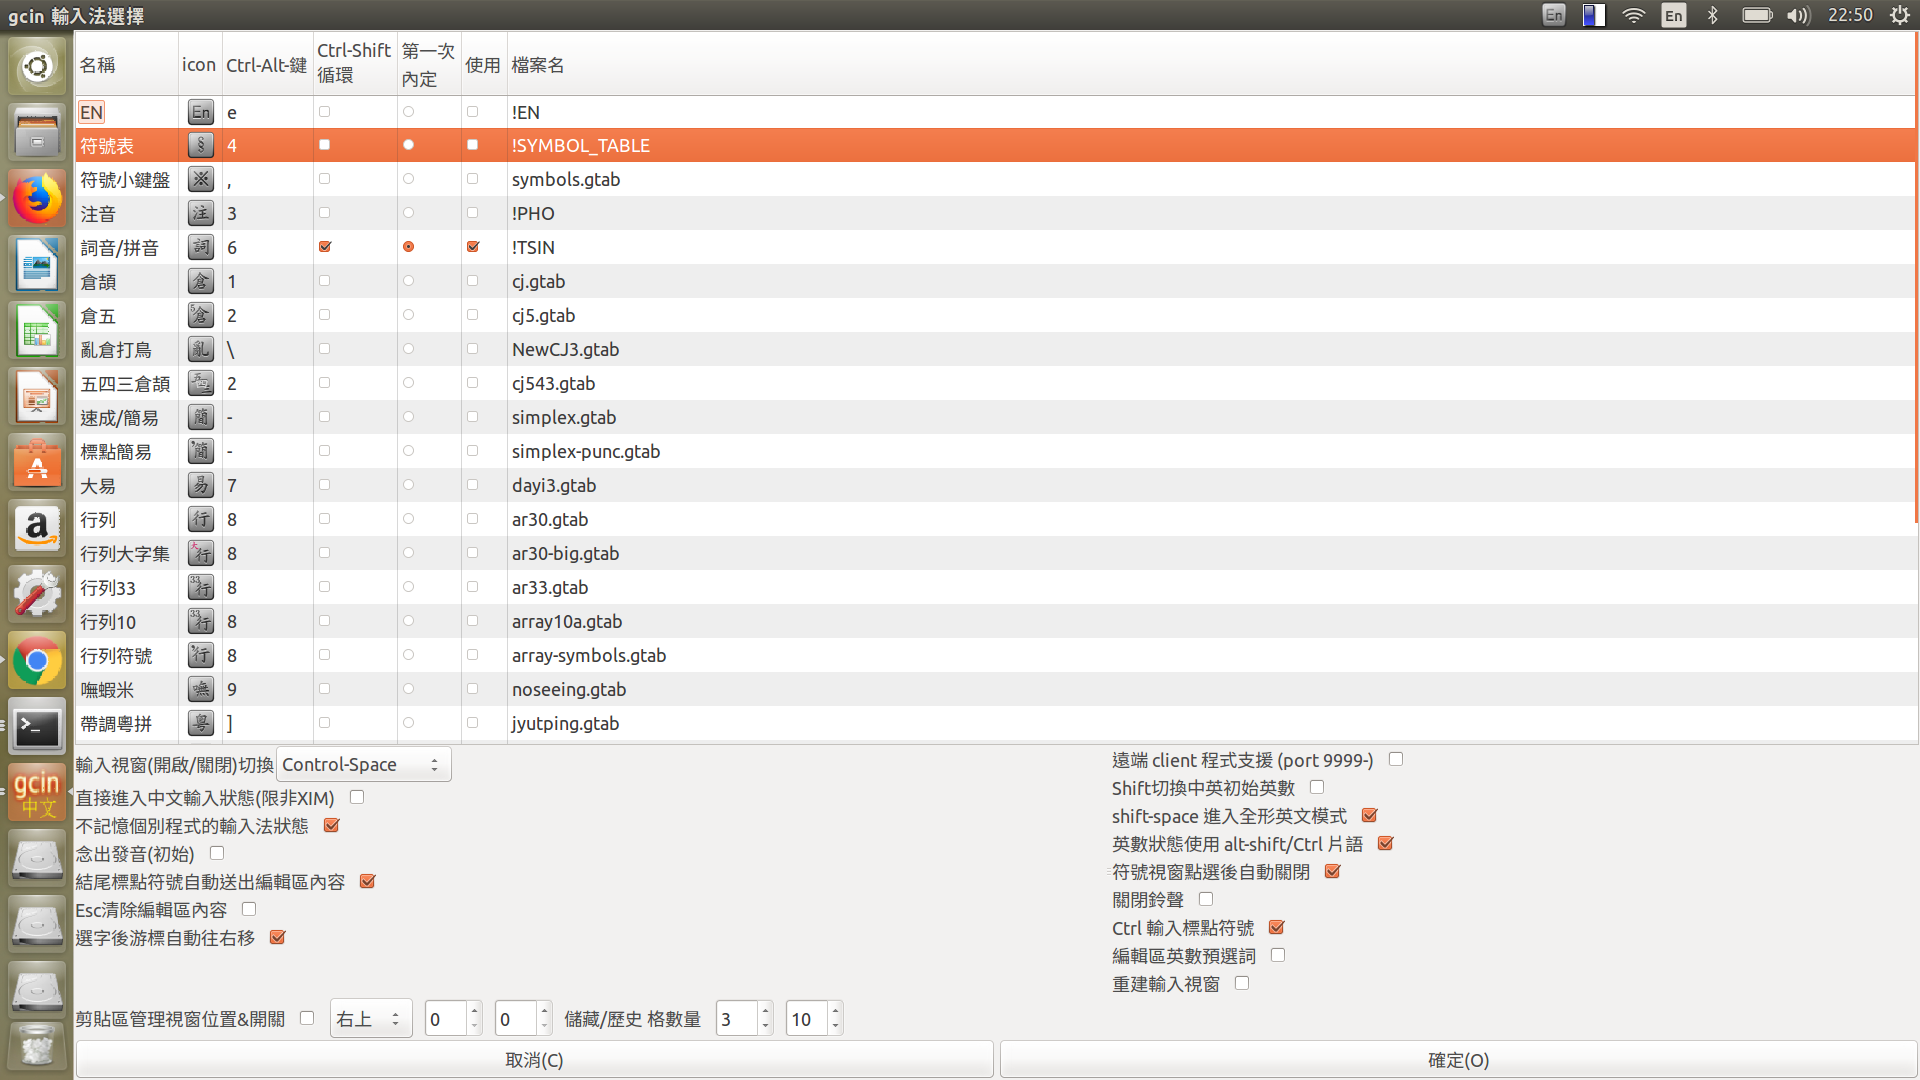 gcin 輸入法選擇
En
En
22:50
名稱 icon Ctrl-Alt-鍵 Ctrl-Shift 循環 第一次 內定 使用 檔案名
EN En e !EN
符號表 § 4 !SYMBOL_TABLE
符號小鍵盤 ※ , symbols.gtab
注音 注 3 !PHO
詞音/拼音 詞 6 !TSIN
倉頡 倉 1 cj.gtab
倉五 5倉 2 cj5.gtab
亂倉打鳥 亂 \ NewCJ3.gtab
五四三倉頡 五四三 2 cj543.gtab
速成/簡易 簡 - simplex.gtab
標點簡易 '簡 - simplex-punc.gtab
大易 易 7 dayi3.gtab
行列 行 8 ar30.gtab
行列大字集 大行 8 ar30-big.gtab
行列33 33行 8 ar33.gtab
行列10 33行 8 array10a.gtab
行列符號 '行 8 array-symbols.gtab
嘸蝦米 嘸 9 noseeing.gtab
帶調粵拼 粵 ] jyutping.gtab
輸入視窗(開啟/關閉)切換 Control-Space
直接進入中文輸入狀態(限非XIM)
不記憶個別程式的輸入法狀態
念出發音(初始)
結尾標點符號自動送出編輯區內容
Esc清除編輯區內容
選字後游標自動往右移
遠端 client 程式支援 (port 9999-)
Shift切換中英初始英數
shift-space 進入全形英文模式
英數狀態使用 alt-shift/Ctrl 片語
符號視窗點選後自動關閉
關閉鈴聲
Ctrl 輸入標點符號
編輯區英數預選詞
重建輸入視窗
剪貼區管理視窗位置&開關 右上 0 0 儲藏/歷史 格數量 3 10
取消(C) 確定(O)
gcin
中文